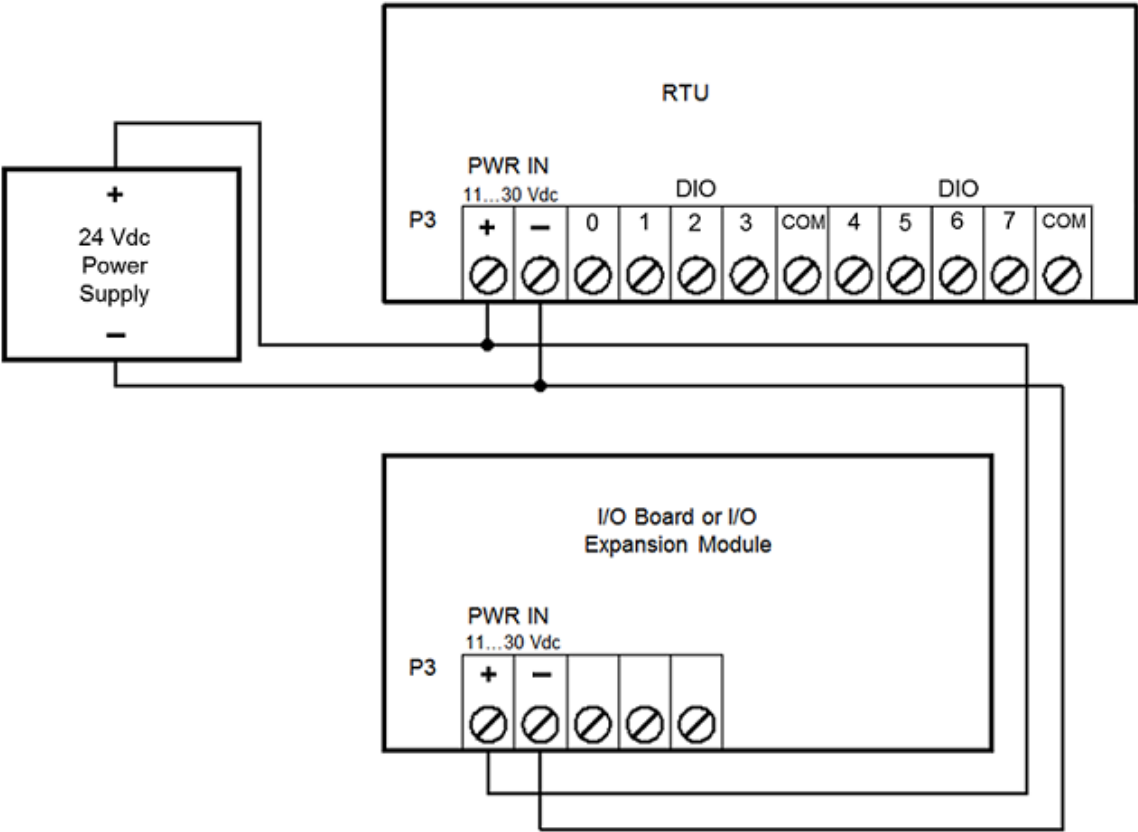 RTU
PWR IN
11...30 Vdc
DIO
DIO
P3
+
−
0
1
2
3
COM
4
5
6
7
COM
+
24 Vdc
Power
Supply
−
I/O Board or I/O
Expansion Module
PWR IN
11...30 Vdc
P3
+
−